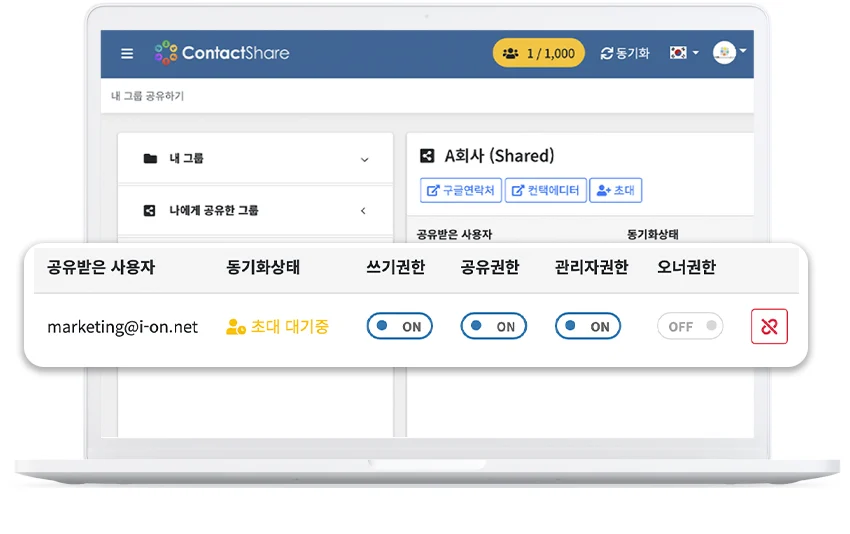 ContactShare
1 / 1,000
동기화
내 그룹 공유하기
내 그룹
나에게 공유한 그룹
A회사 (Shared)
구글연락처
컨택에디터
초대
공유받은 사용자
동기화상태
공유받은 사용자
동기화상태
쓰기권한
공유권한
관리자권한
오너권한
marketing@i-on.net
초대 대기중
ON
ON
ON
OFF